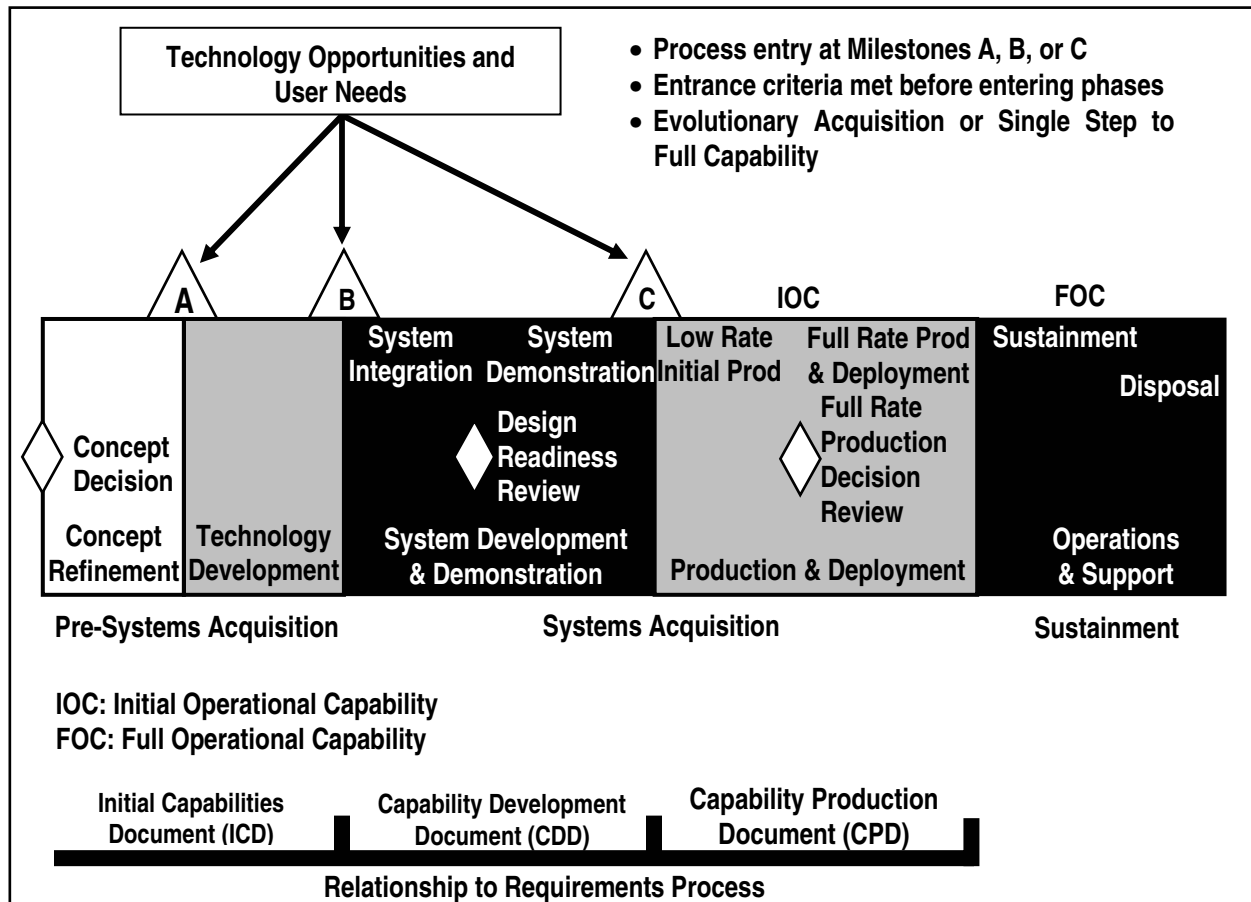 Technology Opportunities and
User Needs
• Process entry at Milestones A, B, or C
• Entrance criteria met before entering phases
• Evolutionary Acquisition or Single Step to
Full Capability
A
B
C
IOC
FOC
System
Integration
System
Demonstration
Low Rate
Initial Prod
Full Rate Prod
& Deployment
Sustainment
Disposal
Concept
Decision
Design
Readiness
Review
Full Rate
Production
Decision
Review
Concept
Refinement
Technology
Development
System Development
& Demonstration
Production & Deployment
Operations
& Support
Pre-Systems Acquisition
Systems Acquisition
Sustainment
IOC: Initial Operational Capability
FOC: Full Operational Capability
Initial Capabilities
Document (ICD)
Capability Development
Document (CDD)
Capability Production
Document (CPD)
Relationship to Requirements Process